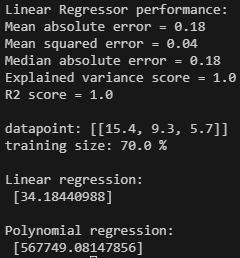 Linear Regressor performance:
Mean absolute error = 0.18
Mean squared error = 0.04
Median absolute error = 0.18
Explained variance score = 1.0
R2 score = 1.0
datapoint: [[15.4, 9.3, 5.7]]
training size: 70.0 %
Linear regression:
[34.18440988]
Polynomial regression:
[567749.08147856]